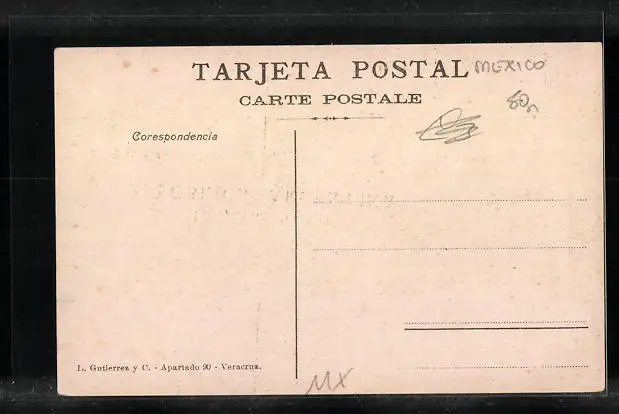 TARJETA POSTAL MEXICO
CARTE POSTALE
80,
Corespondencia
L. Gutierrez y C. - Apartado 90 - Veracruz.
MX